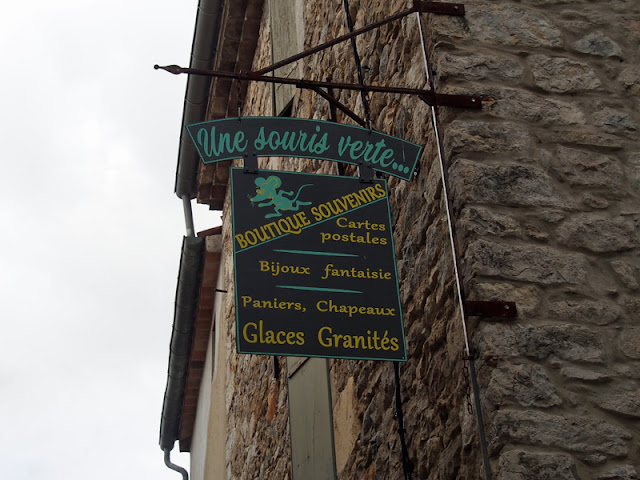 Une souris verte...
BOUTIQUE SOUVENIRS
Cartes
postales
Bijoux fantaisie
Paniers, Chapeaux
Glaces Granités